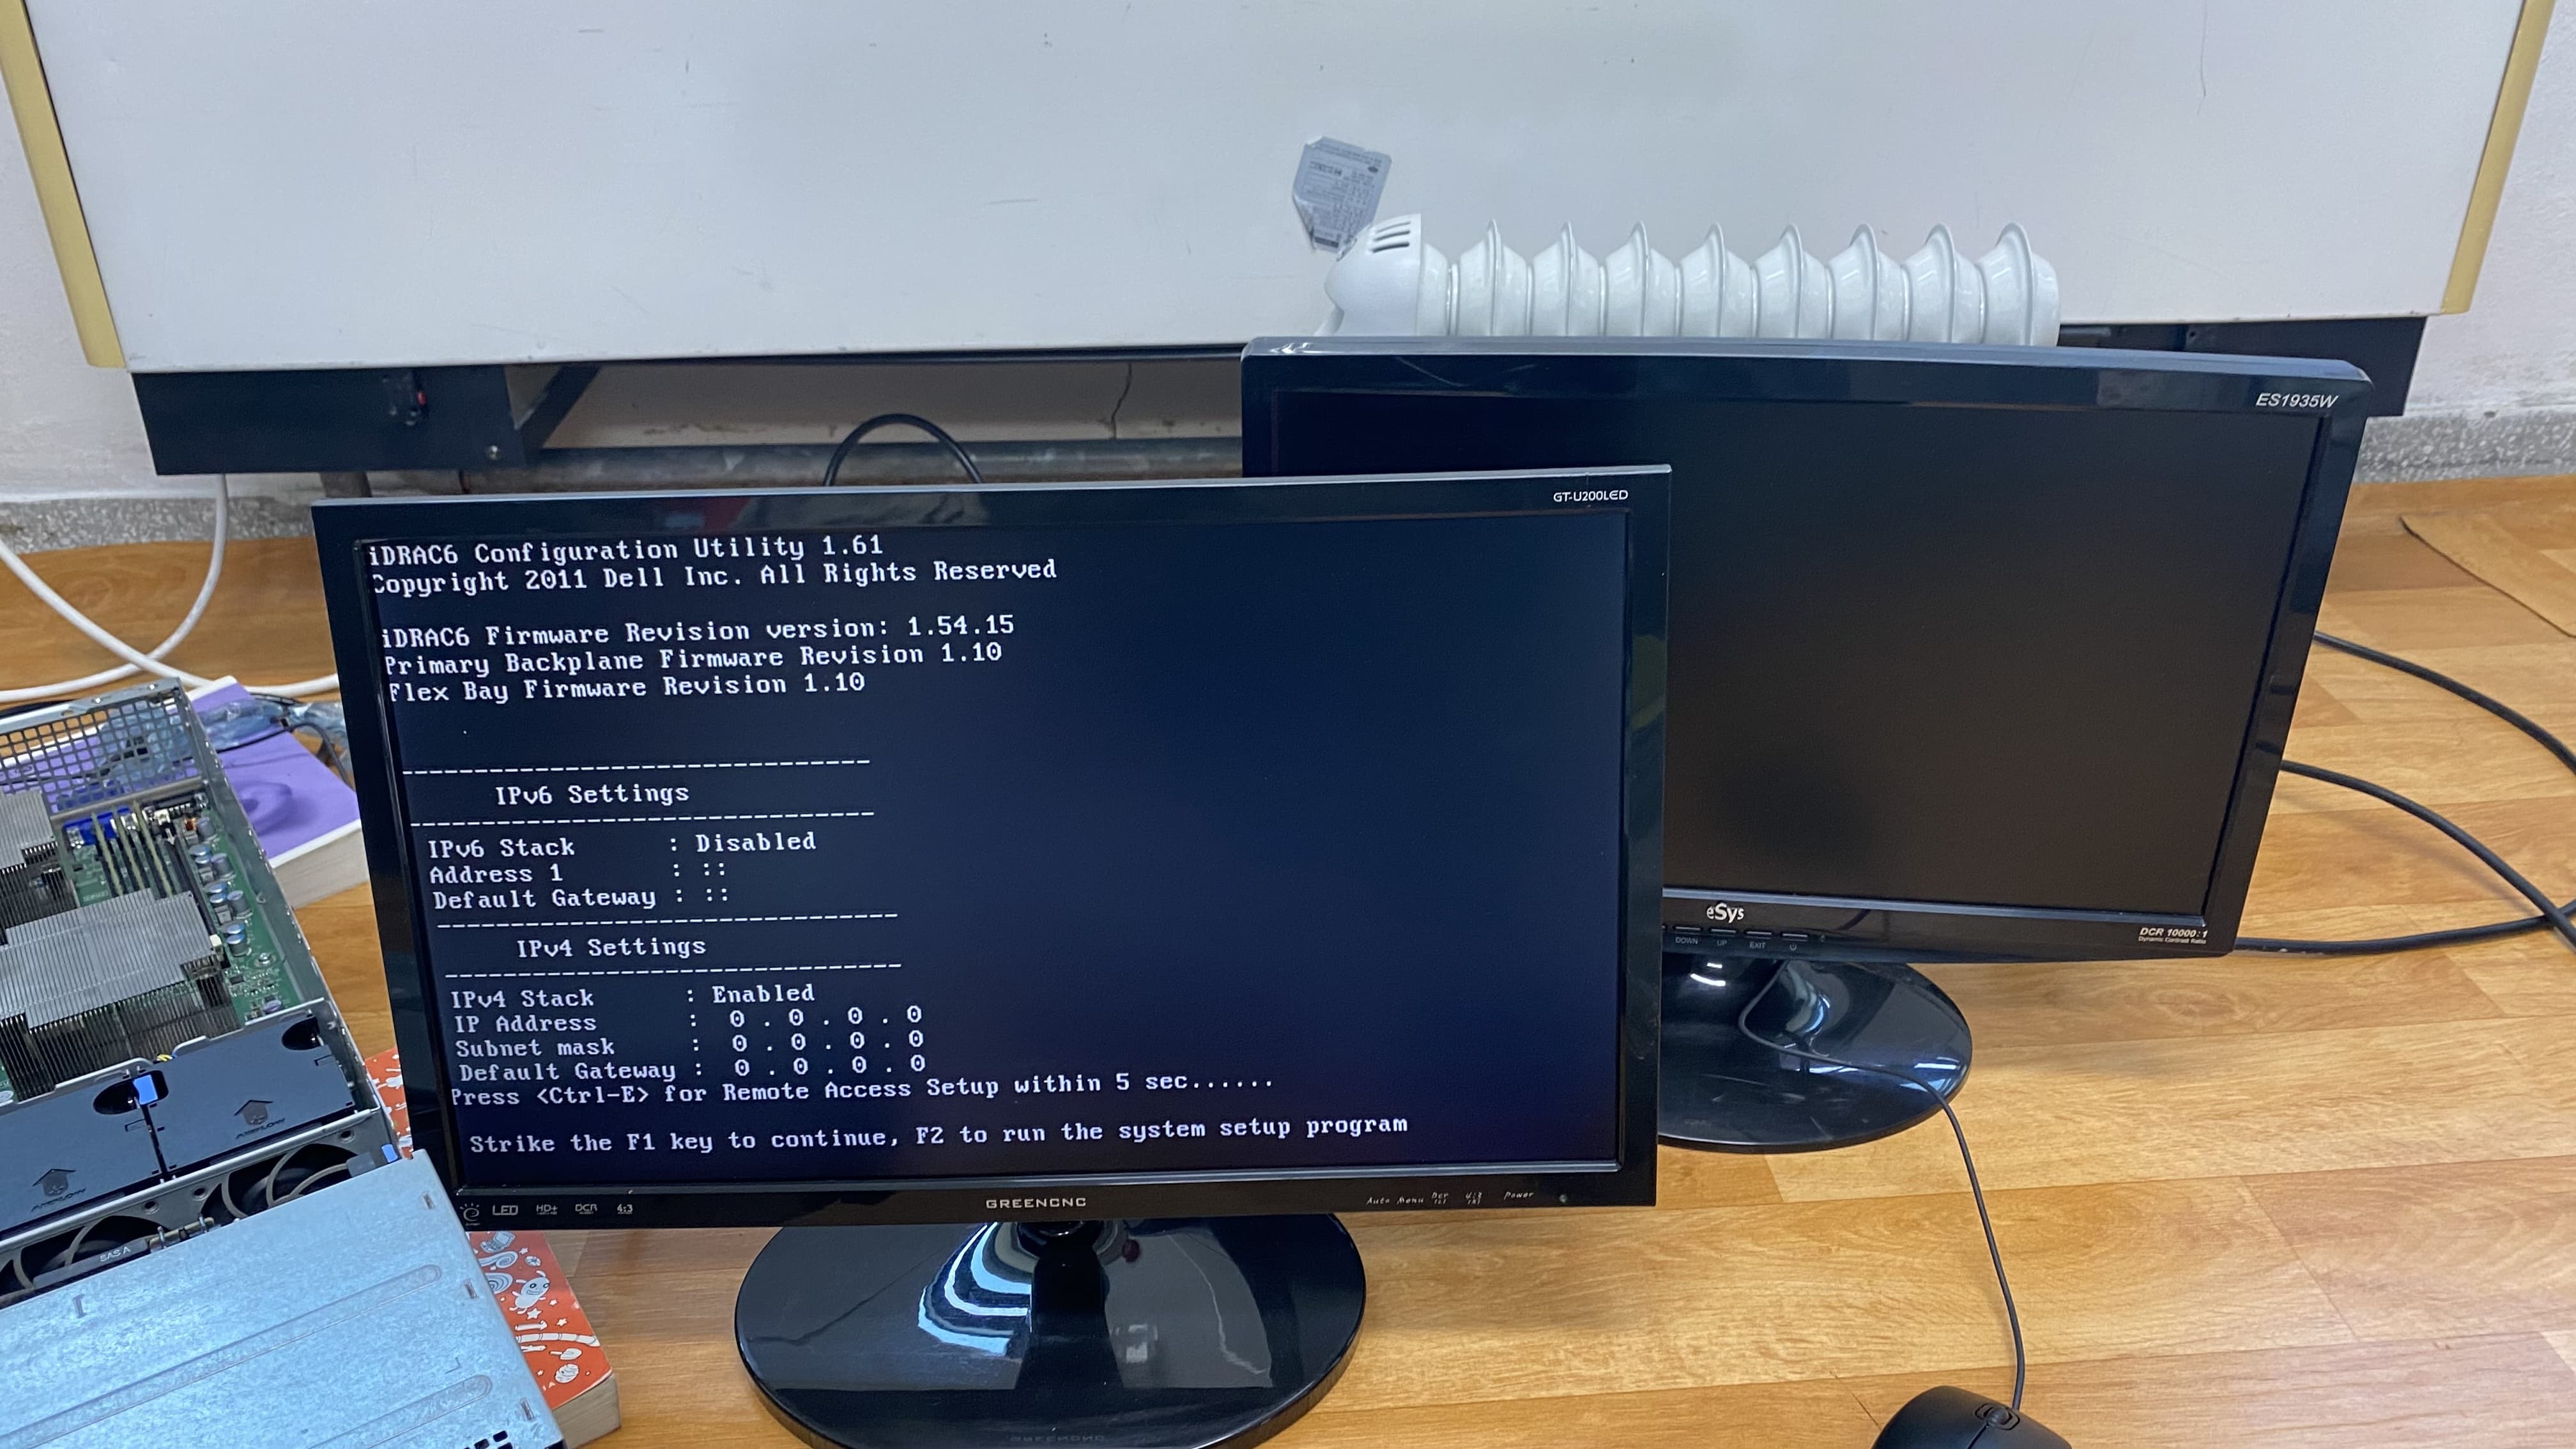 ES1935W
GT-U200LED
iDRAC6 Configuration Utility 1.61
Copyright 2011 Dell Inc. All Rights Reserved
iDRAC6 Firmware Revision version: 1.54.15
Primary Backplane Firmware Revision 1.10
Flex Bay Firmware Revision 1.10
------------------------------
IPv6 Settings
------------------------------
IPv6 Stack : Disabled
Address 1 : ::
Default Gateway : ::
------------------------------
IPv4 Settings
------------------------------
IPv4 Stack : Enabled
IP Address : 0 . 0 . 0 . 0
Subnet mask : 0 . 0 . 0 . 0
Default Gateway : 0 . 0 . 0 . 0
Press <Ctrl-E> for Remote Access Setup within 5 sec......
Strike the F1 key to continue, F2 to run the system setup program
eSys
DOWN UP EXIT
DCR 10000:1
Dynamic Contrast Ratio
LED HD+ DCR 4:3
GREENCNC
Auto Menu Power
SAS A